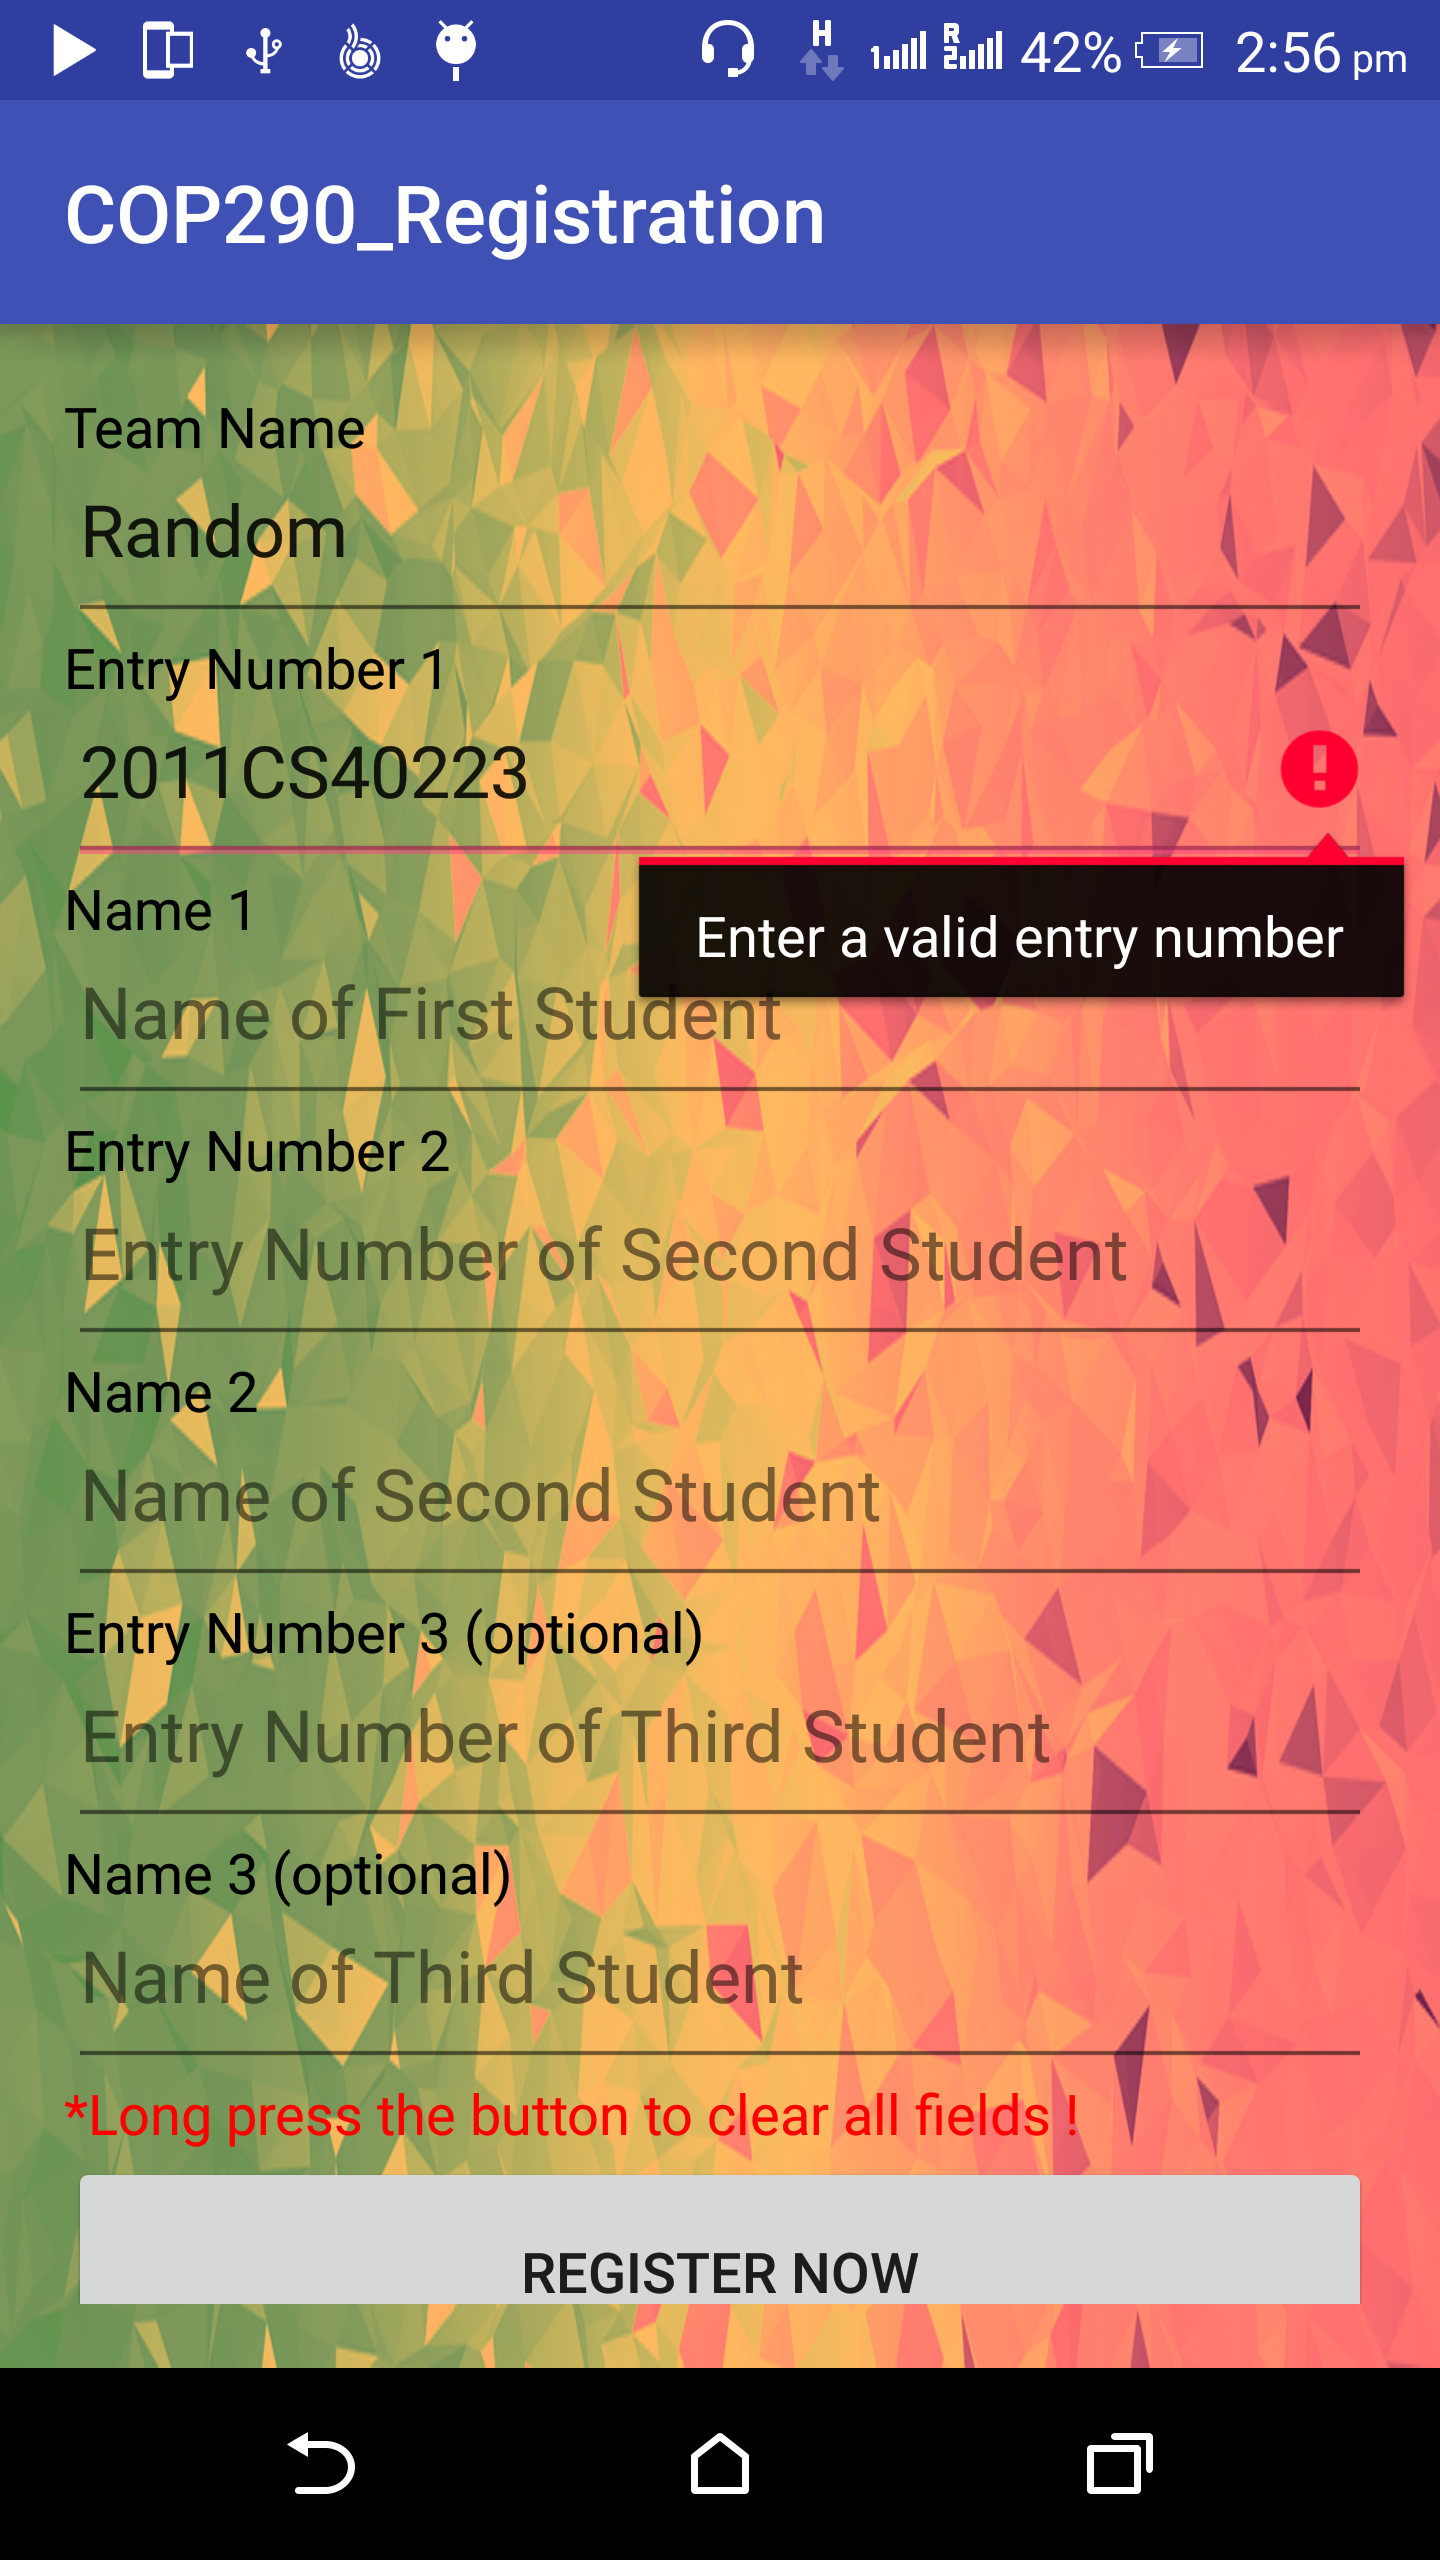 H 1 R 2 42% 2:56 pm
COP290_Registration
Team Name
Random
Entry Number 1
2011CS40223
Enter a valid entry number
Name 1
Name of First Student
Entry Number 2
Entry Number of Second Student
Name 2
Name of Second Student
Entry Number 3 (optional)
Entry Number of Third Student
Name 3 (optional)
Name of Third Student
*Long press the button to clear all fields !
REGISTER NOW